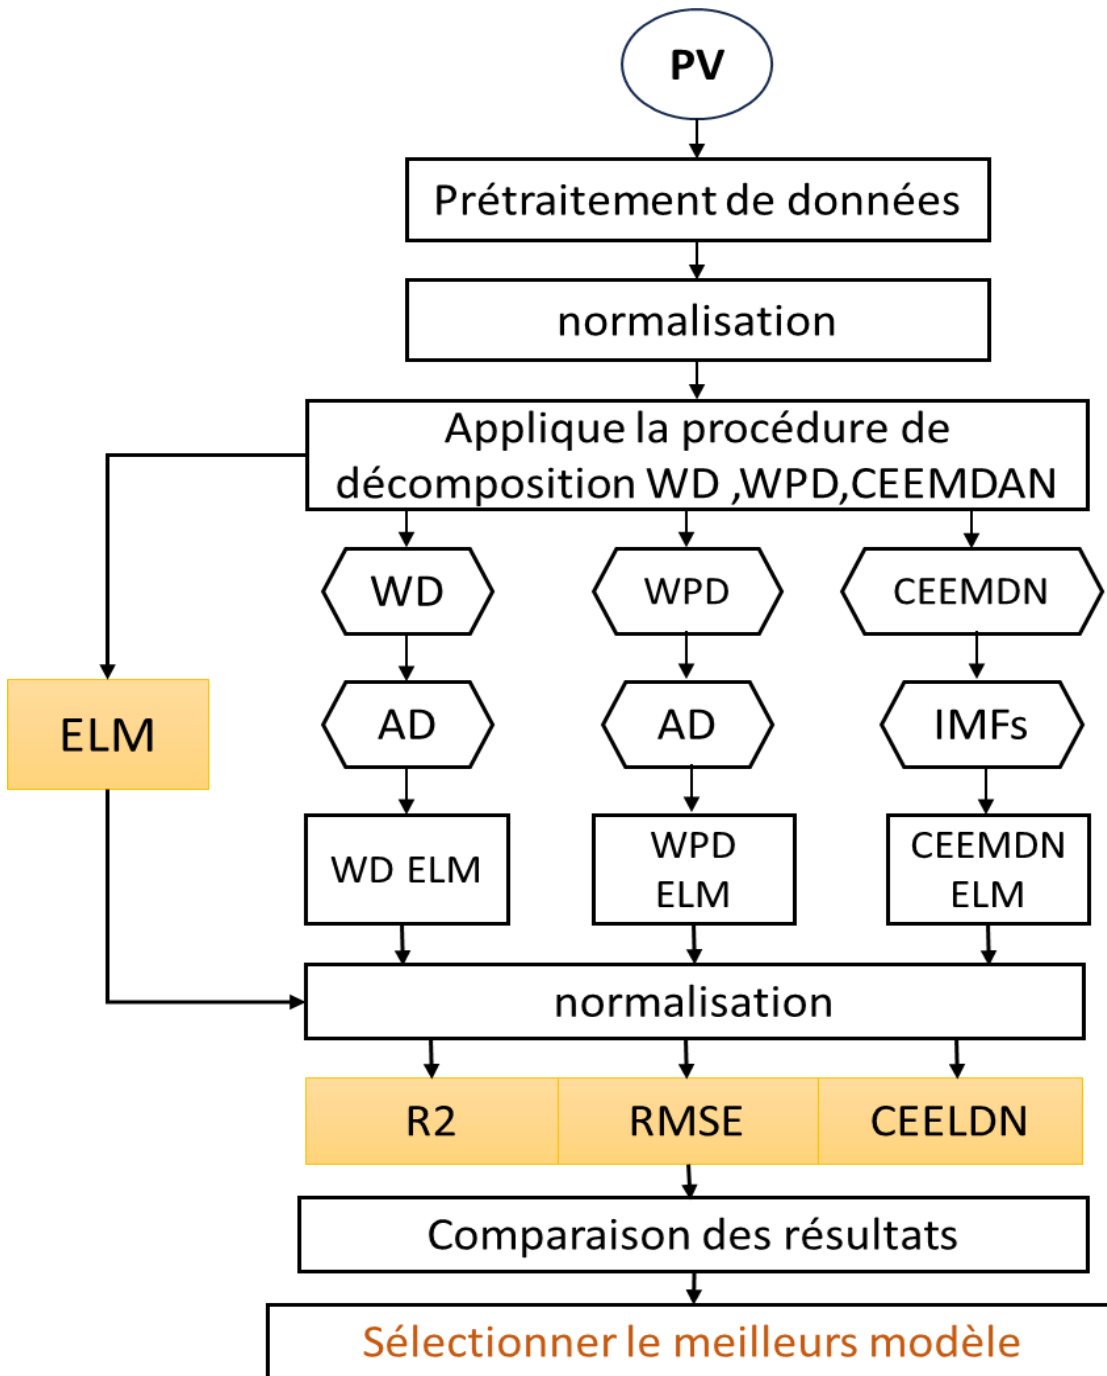 PV
Prétraitement de données
normalisation
Applique la procédure de
décomposition WD ,WPD,CEEMDAN
WD
WPD
CEEMDN
AD
AD
IMFs
ELM
WD ELM
WPD
ELM
CEEMDN
ELM
normalisation
R2
RMSE
CEELDN
Comparaison des résultats
Sélectionner le meilleurs modèle